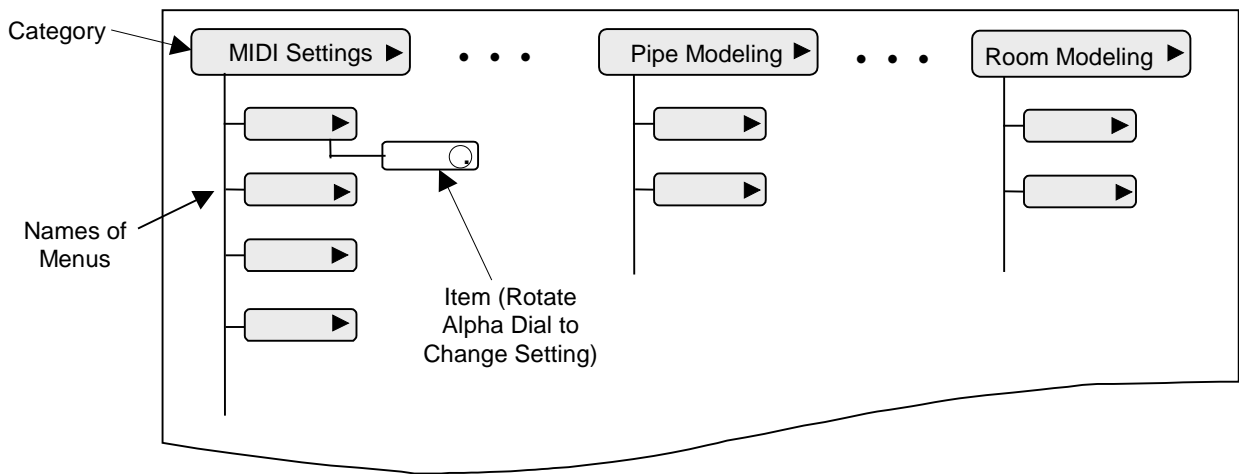 Category
MIDI Settings
Pipe Modeling
Room Modeling
Names of
Menus
Item (Rotate
Alpha Dial to
Change Setting)